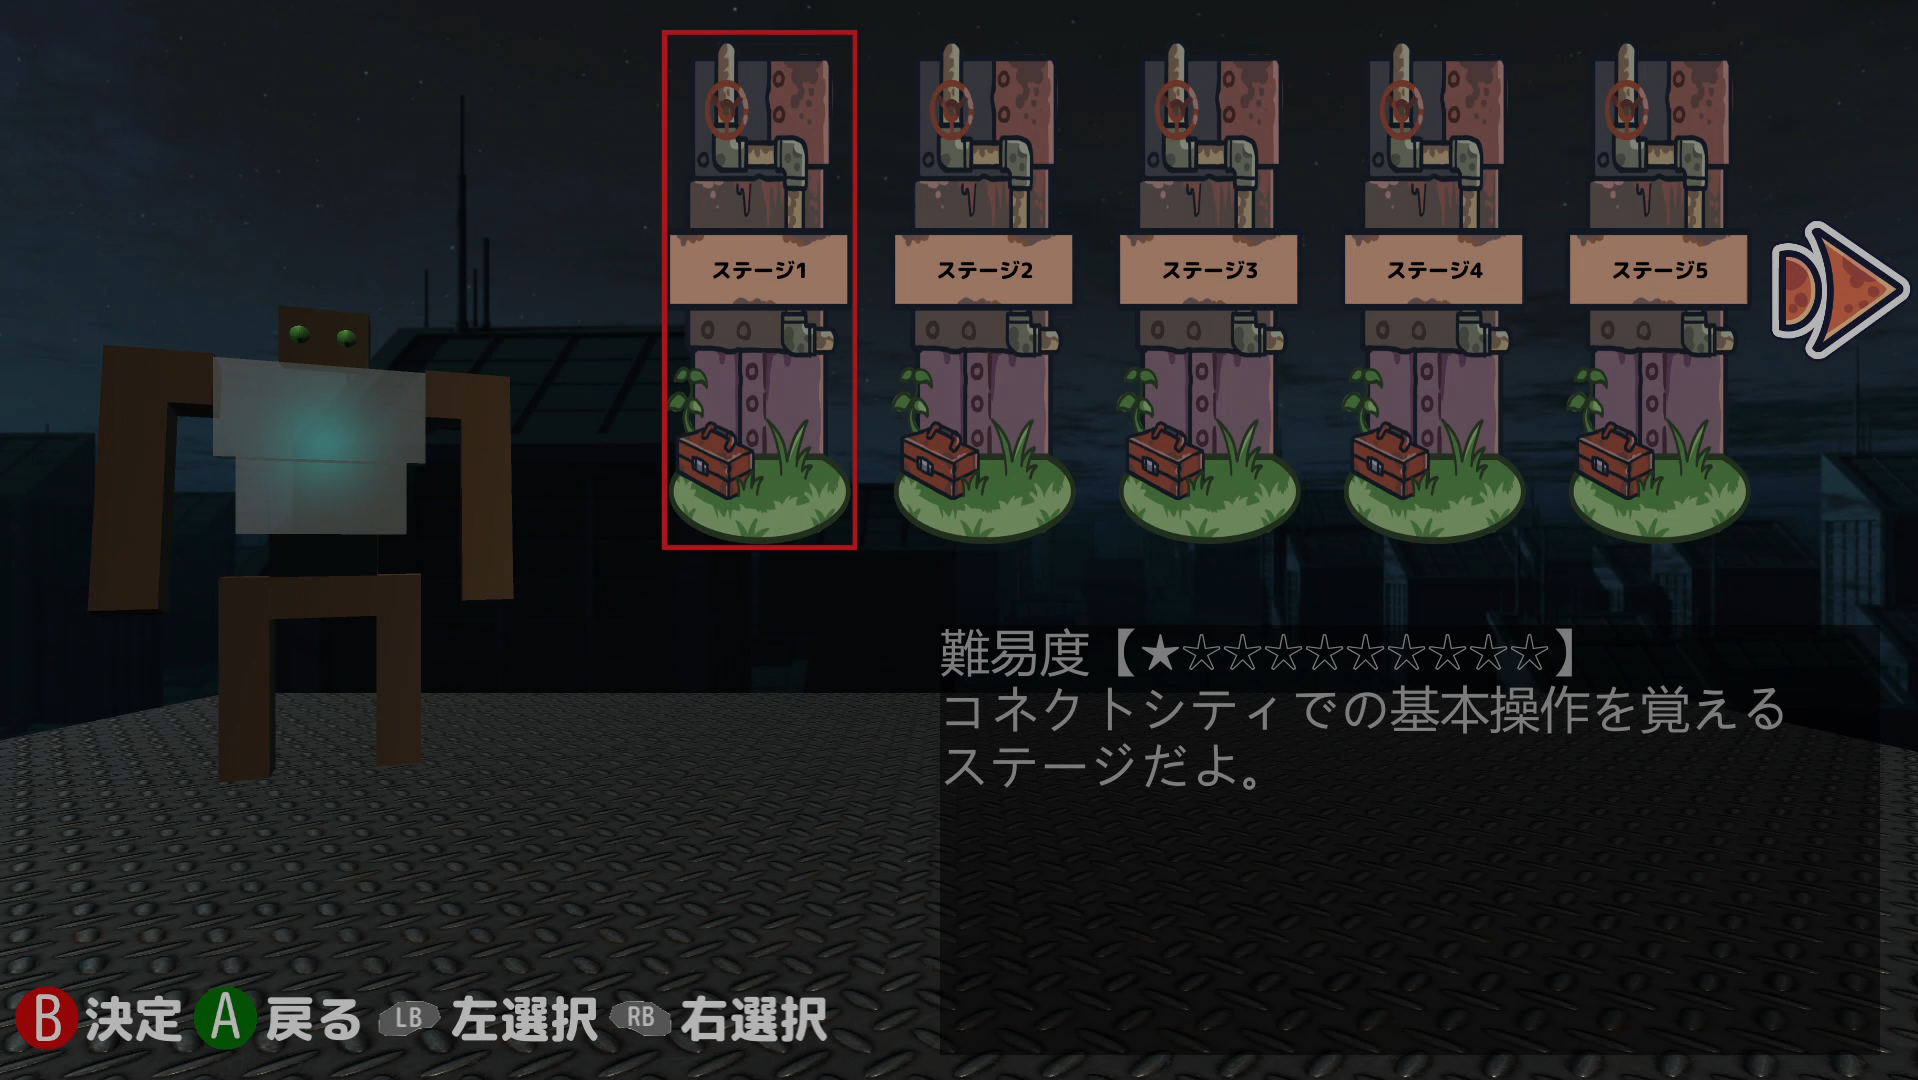 ステージ1
ステージ2
ステージ3
ステージ4
ステージ5
難易度【★☆☆☆☆☆☆☆☆☆】
コネクトシティでの基本操作を覚える
ステージだよ。
B 決定 A 戻る LB 左選択 RB 右選択